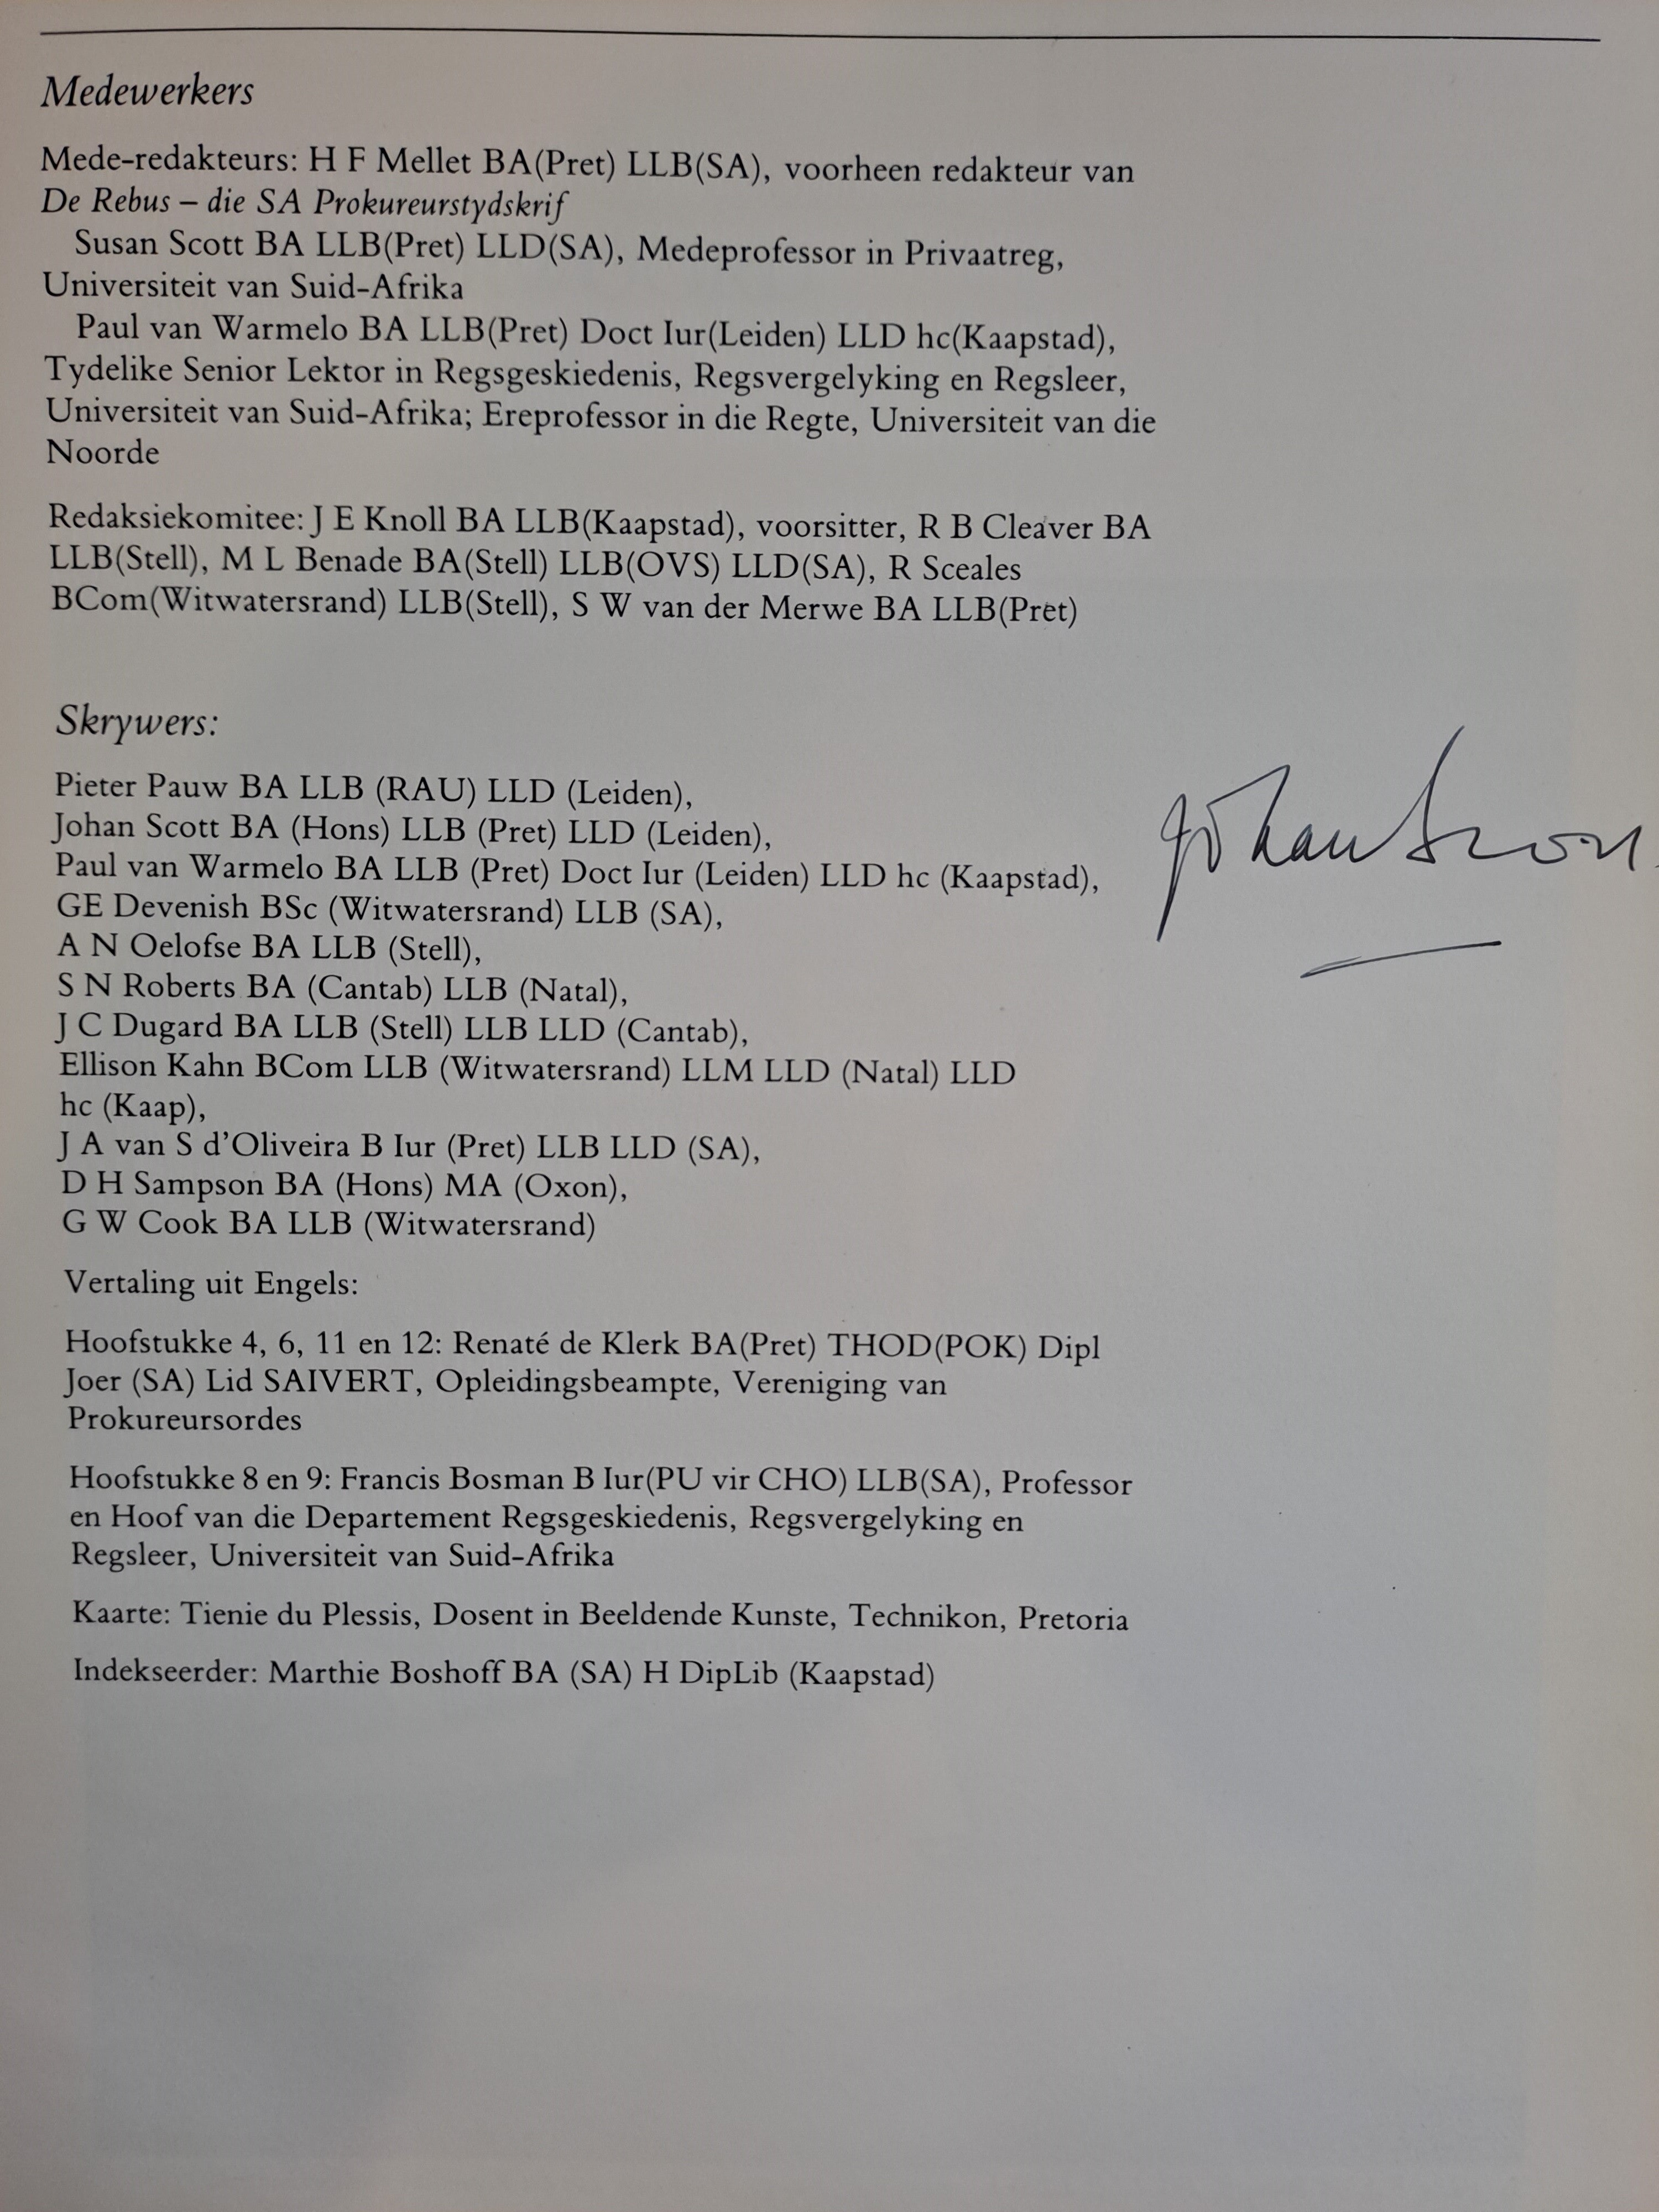 Medewerkers
Mede-redakteurs: H F Mellet BA(Pret) LLB(SA), voorheen redakteur van
De Rebus – die SA Prokureurstydskrif
Susan Scott BA LLB(Pret) LLD(SA), Medeprofessor in Privaatreg,
Universiteit van Suid-Afrika
Paul van Warmelo BA LLB(Pret) Doct Iur(Leiden) LLD hc(Kaapstad),
Tydelike Senior Lektor in Regsgeskiedenis, Regsvergelyking en Regsleer,
Universiteit van Suid-Afrika; Ereprofessor in die Regte, Universiteit van die
Noorde
Redaksiekomitee: J E Knoll BA LLB(Kaapstad), voorsitter, R B Cleaver BA
LLB(Stell), M L Benade BA(Stell) LLB(OVS) LLD(SA), R Sceales
BCom(Witwatersrand) LLB(Stell), S W van der Merwe BA LLB(Pret)
Skrywers:
Pieter Pauw BA LLB (RAU) LLD (Leiden),
Johan Scott BA (Hons) LLB (Pret) LLD (Leiden),
Johan Scott
Paul van Warmelo BA LLB (Pret) Doct Iur (Leiden) LLD hc (Kaapstad),
GE Devenish BSc (Witwatersrand) LLB (SA),
A N Oelofse BA LLB (Stell),
S N Roberts BA (Cantab) LLB (Natal),
J C Dugard BA LLB (Stell) LLB LLD (Cantab),
Ellison Kahn BCom LLB (Witwatersrand) LLM LLD (Natal) LLD
hc (Kaap),
J A van S d'Oliveira B Iur (Pret) LLB LLD (SA),
D H Sampson BA (Hons) MA (Oxon),
G W Cook BA LLB (Witwatersrand)
Vertaling uit Engels:
Hoofstukke 4, 6, 11 en 12: Renaté de Klerk BA(Pret) THOD(POK) Dipl
Joer (SA) Lid SAIVERT, Opleidingsbeampte, Vereniging van
Prokureursordes
Hoofstukke 8 en 9: Francis Bosman B Iur(PU vir CHO) LLB(SA), Professor
en Hoof van die Departement Regsgeskiedenis, Regsvergelyking en
Regsleer, Universiteit van Suid-Afrika
Kaarte: Tienie du Plessis, Dosent in Beeldende Kunste, Technikon, Pretoria
Indekseerder: Marthie Boshoff BA (SA) H DipLib (Kaapstad)